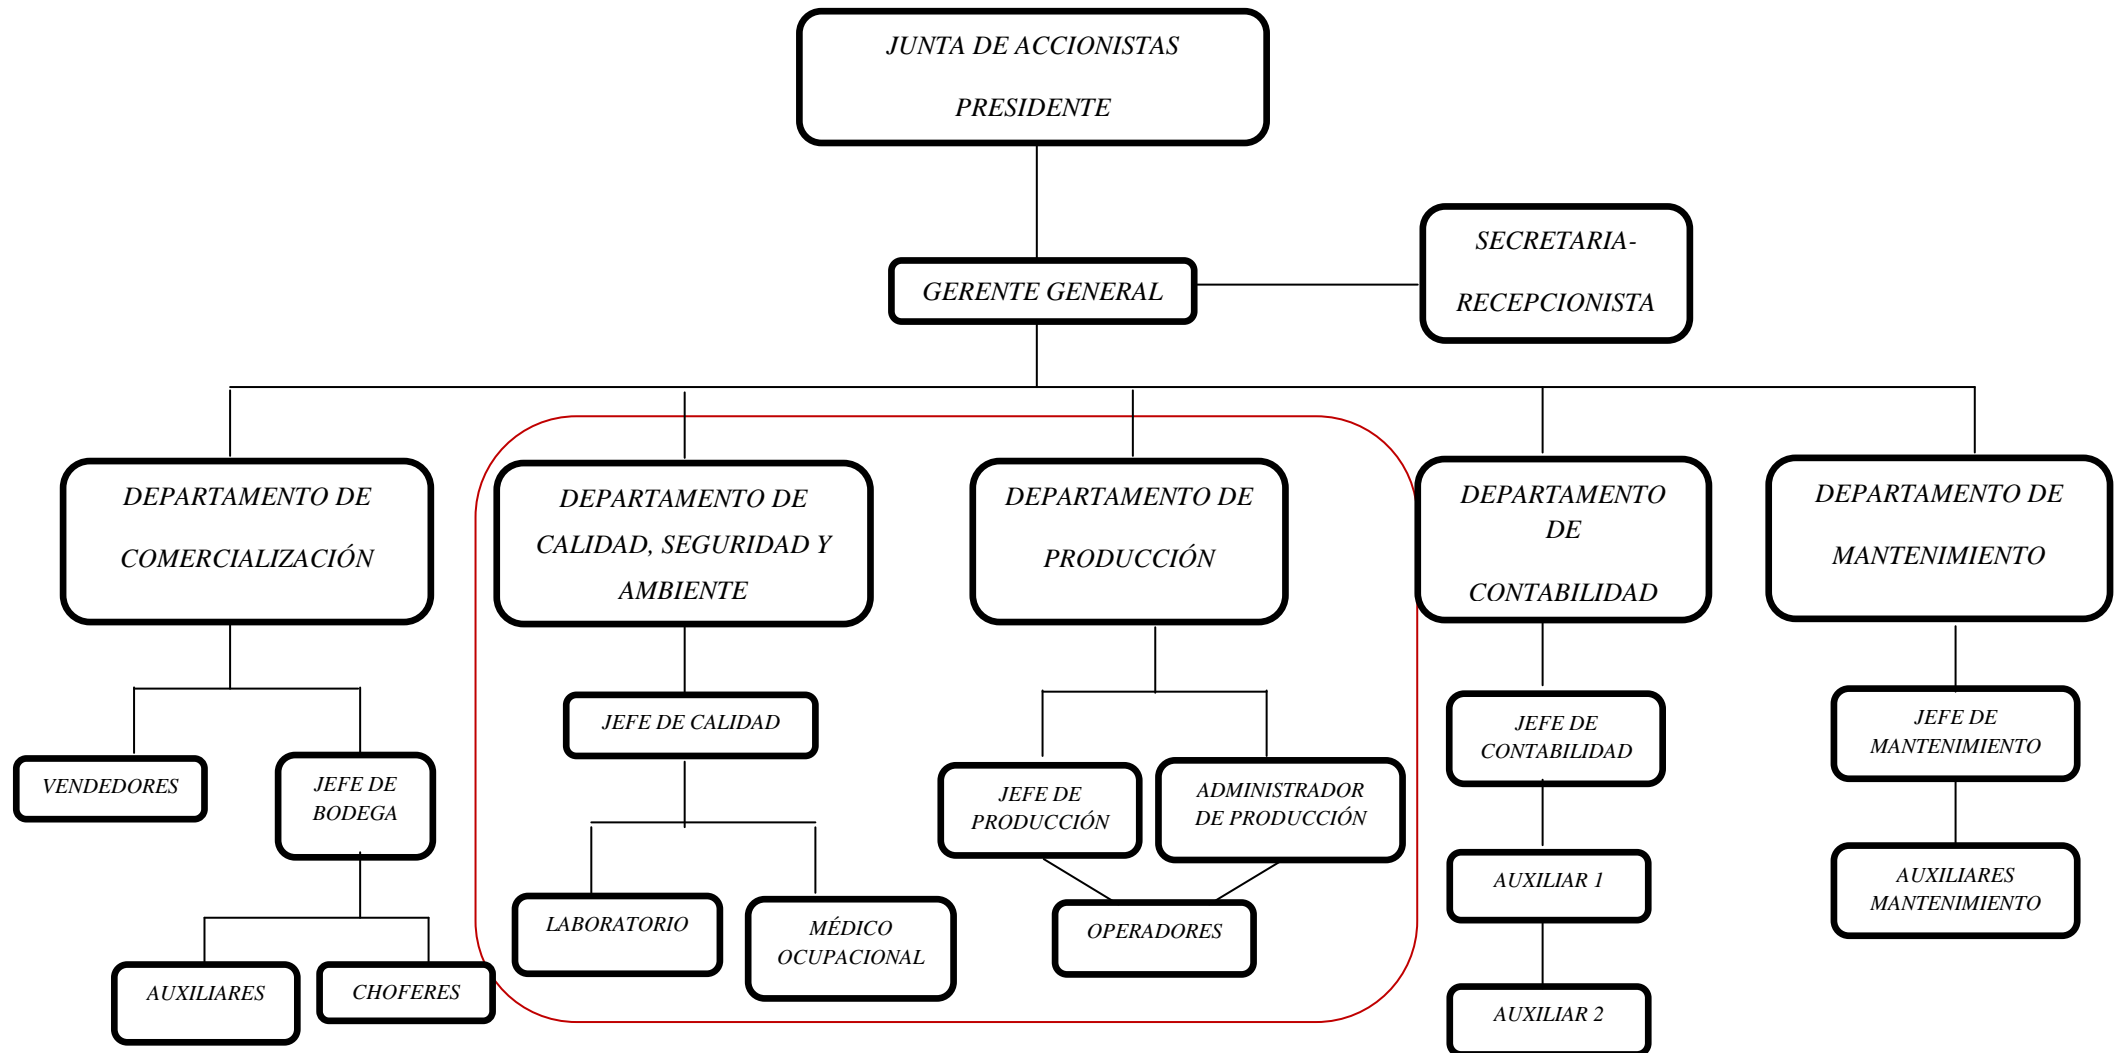 JUNTA DE ACCIONISTAS
PRESIDENTE
SECRETARIA-
RECEPCIONISTA
GERENTE GENERAL
DEPARTAMENTO DE
COMERCIALIZACIÓN
DEPARTAMENTO DE
CALIDAD, SEGURIDAD Y
AMBIENTE
DEPARTAMENTO DE
PRODUCCIÓN
DEPARTAMENTO
DE
CONTABILIDAD
DEPARTAMENTO DE
MANTENIMIENTO
VENDEDORES
JEFE DE
BODEGA
JEFE DE CALIDAD
JEFE DE
PRODUCCIÓN
ADMINISTRADOR
DE PRODUCCIÓN
JEFE DE
CONTABILIDAD
JEFE DE
MANTENIMIENTO
AUXILIARES
CHOFERES
LABORATORIO
MÉDICO
OCUPACIONAL
OPERADORES
AUXILIAR 1
AUXILIAR 2
AUXILIARES
MANTENIMIENTO